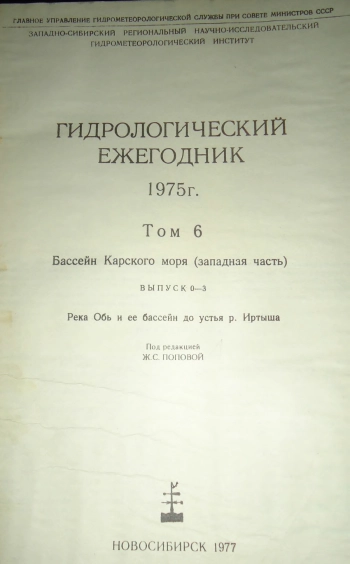 ГЛАВНОЕ УПРАВЛЕНИЕ ГИДРОМЕТЕОРОЛОГИЧЕСКОЙ СЛУЖБЫ ПРИ СОВЕТЕ МИНИСТРОВ СССР
ЗАПАДНО-СИБИРСКИЙ РЕГИОНАЛЬНЫЙ НАУЧНО-ИССЛЕДОВАТЕЛЬСКИЙ
ГИДРОМЕТЕОРОЛОГИЧЕСКИЙ ИНСТИТУТ
ГИДРОЛОГИЧЕСКИЙ
ЕЖЕГОДНИК
1975г.
Том 6
Бассейн Карского моря (западная часть)
ВЫПУСК 0—3
Река Обь и ее бассейн до устья р. Иртыша
Под редакцией
Ж.С. ПОПОВОЙ
НОВОСИБИРСК 1977